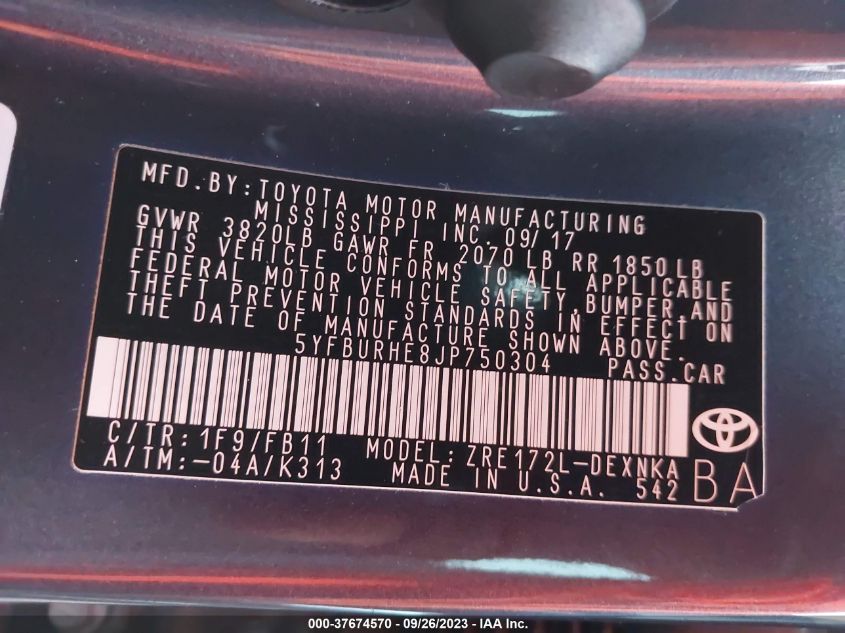 MFD.BY:TOYOTA MOTOR MANUFACTURING
MISSISSIPPI INC. 09/17
GVWR 3820LB GAWR FR 2070 LB RR 1850 LB
THIS VEHICLE CONFORMS TO ALL APPLICABLE
FEDERAL MOTOR VEHICLE SAFETY,BUMPER,AND
THEFT PREVENTION STANDARDS IN EFFECT ON
THE DATE OF MANUFACTURE SHOWN ABOVE.
5YFBURHE8JP750304 PASS.CAR
C/TR:1F9/FB11 MODEL:ZRE172L-DEXNKA
A/TM:-04A/K313 MADE IN U.S.A. 542 BA
000-37674570 - 09/26/2023 - IAA Inc.